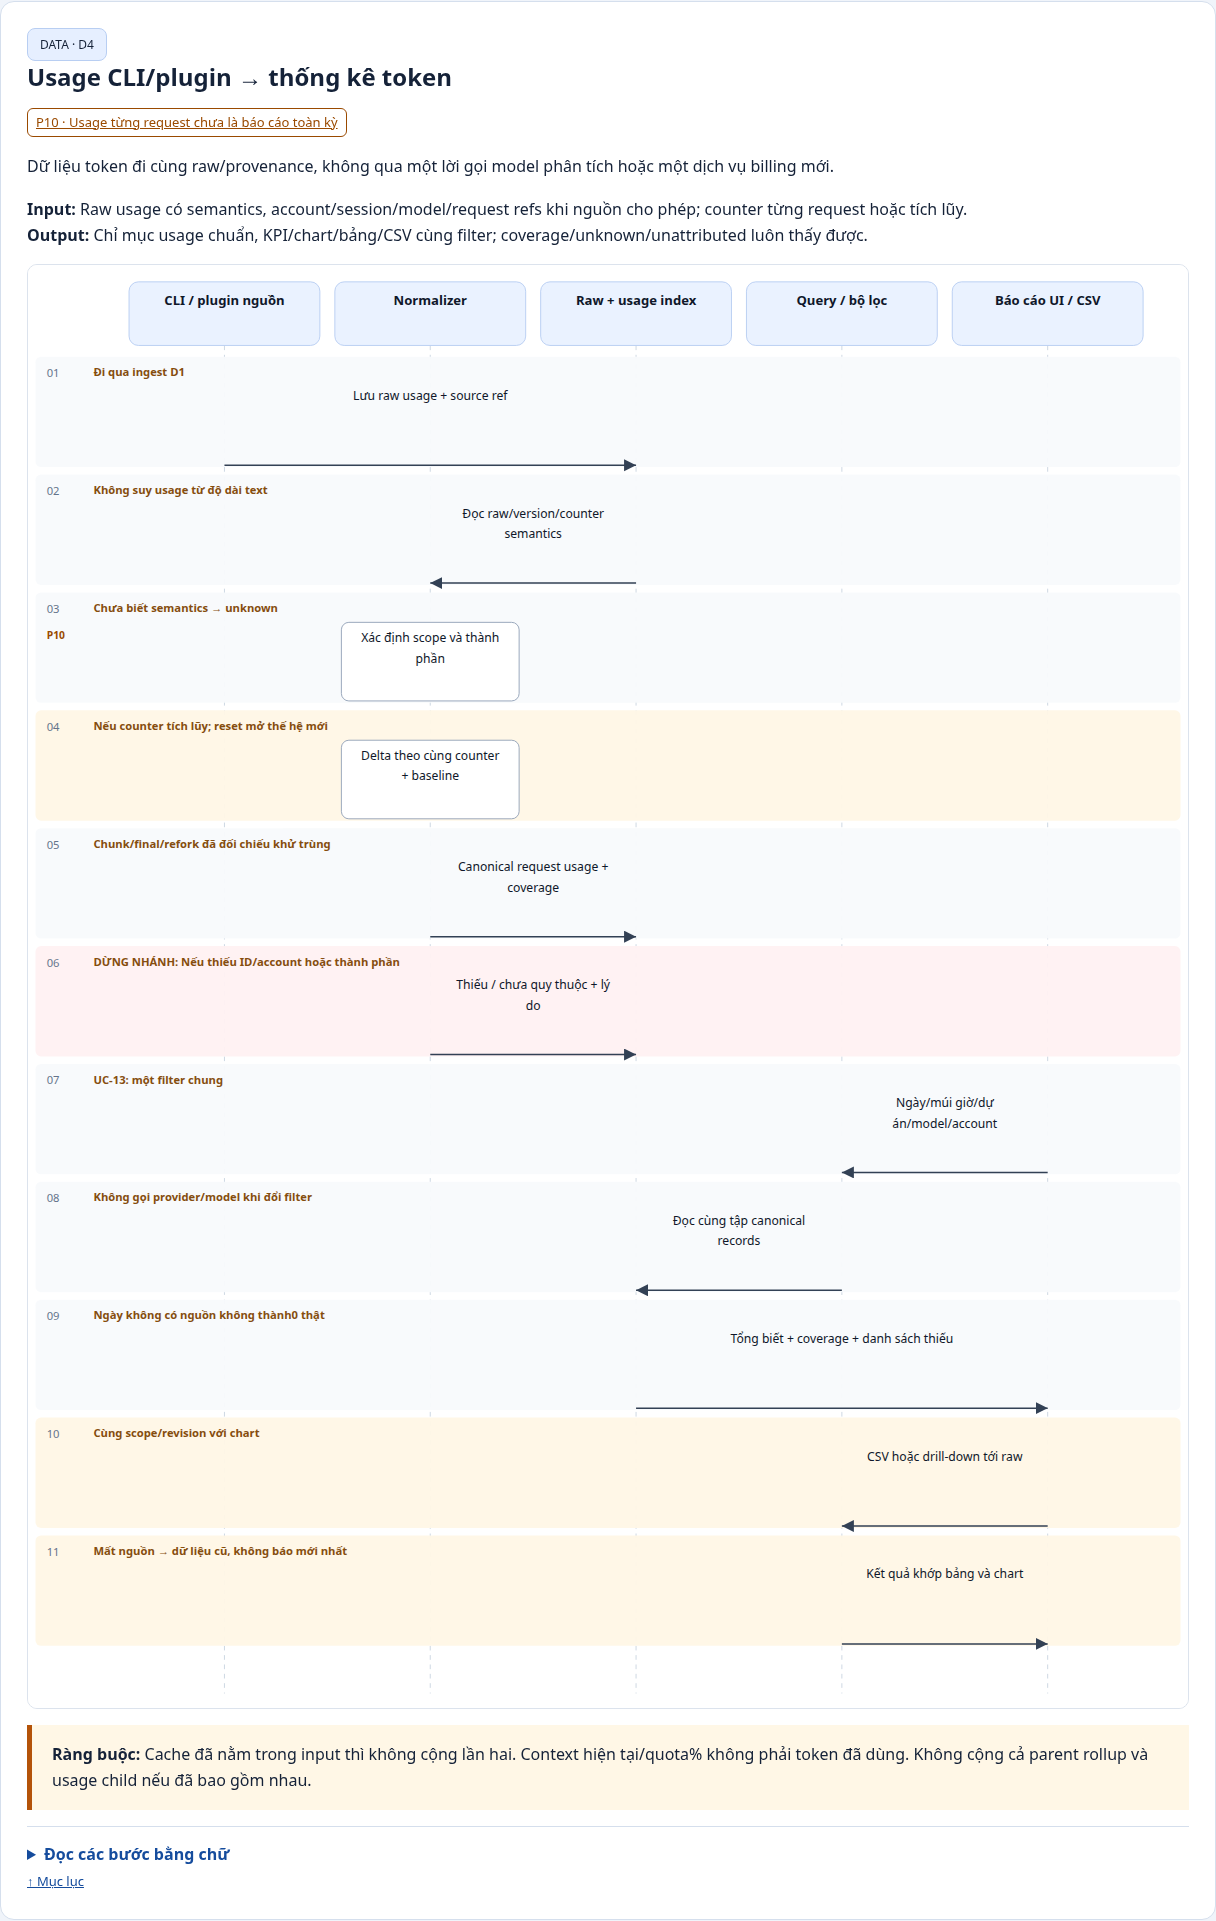 DATA · D4
Usage CLI/plugin → thống kê token
P10 · Usage từng request chưa là báo cáo toàn kỳ
Dữ liệu token đi cùng raw/provenance, không qua một lời gọi model phân tích hoặc một dịch vụ billing mới.
Input: Raw usage có semantics, account/session/model/request refs khi nguồn cho phép; counter từng request hoặc tích lũy.
Output: Chỉ mục usage chuẩn, KPI/chart/bảng/CSV cùng filter; coverage/unknown/unattributed luôn thấy được.
CLI / plugin nguồn
Normalizer
Raw + usage index
Query / bộ lọc
Báo cáo UI / CSV
01
Đi qua ingest D1
Lưu raw usage + source ref
02
Không suy usage từ độ dài text
Đọc raw/version/counter
semantics
03
Chưa biết semantics → unknown
P10
Xác định scope và thành
phần
04
Nếu counter tích lũy; reset mở thế hệ mới
Delta theo cùng counter
+ baseline
05
Chunk/final/refork đã đối chiếu khử trùng
Canonical request usage +
coverage
06
DỪNG NHÁNH: Nếu thiếu ID/account hoặc thành phần
Thiếu / chưa quy thuộc + lý
do
07
UC-13: một filter chung
Ngày/múi giờ/dự
án/model/account
08
Không gọi provider/model khi đổi filter
Đọc cùng tập canonical
records
09
Ngày không có nguồn không thành0 thật
Tổng biết + coverage + danh sách thiếu
10
Cùng scope/revision với chart
CSV hoặc drill-down tới raw
11
Mất nguồn → dữ liệu cũ, không báo mới nhất
Kết quả khớp bảng và chart
Ràng buộc: Cache đã nằm trong input thì không cộng lần hai. Context hiện tại/quota% không phải token đã dùng. Không cộng cả parent rollup và
usage child nếu đã bao gồm nhau.
▶ Đọc các bước bằng chữ
↑ Mục lục